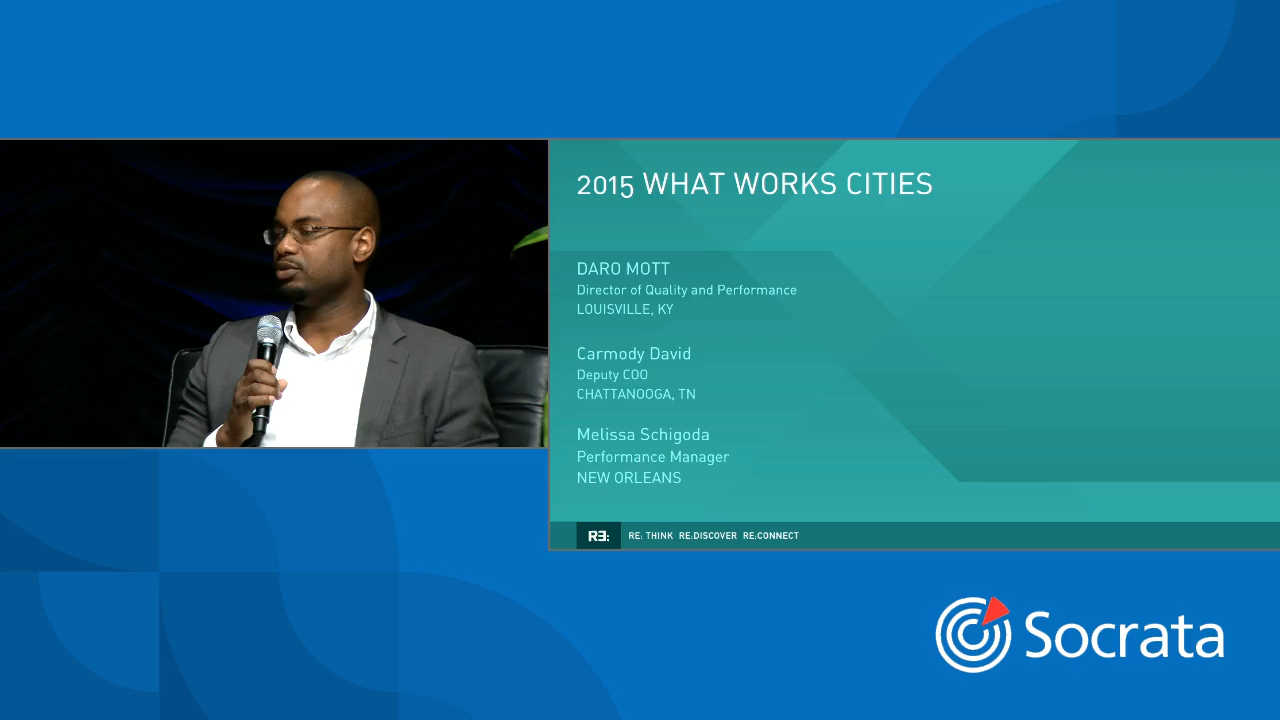 2015 WHAT WORKS CITIES
DARO MOTT
Director of Quality and Performance
LOUISVILLE, KY
Carmody David
Deputy COO
CHATTANOOGA, TN
Melissa Schigoda
Performance Manager
NEW ORLEANS
RE: RE: THINK RE:DISCOVER RE:CONNECT
Socrata